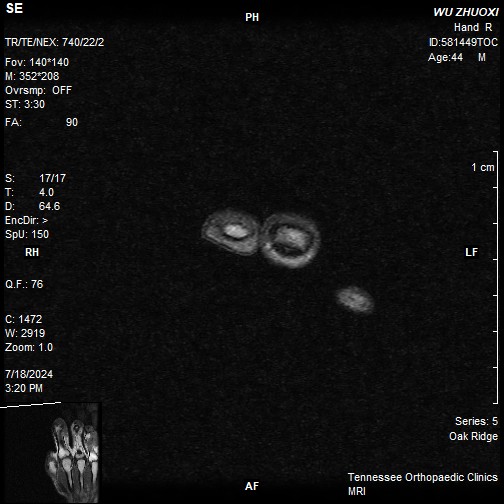 SE
PH
WU ZHUOXI
Hand R
ID:581449TOC
Age:44 M
TR/TE/NEX: 740/22/2
Fov: 140*140
M: 352*208
Ovrsmp: OFF
ST: 3:30
FA: 90
1 cm
S: 17/17
T: 4.0
D: 64.6
EncDir: >
SpU: 150
RH
LF
Q.F.: 76
C: 1472
W: 2919
Zoom: 1.0
7/18/2024
3:20 PM
Series: 5
Oak Ridge
Tennessee Orthopaedic Clinics
MRI
AF